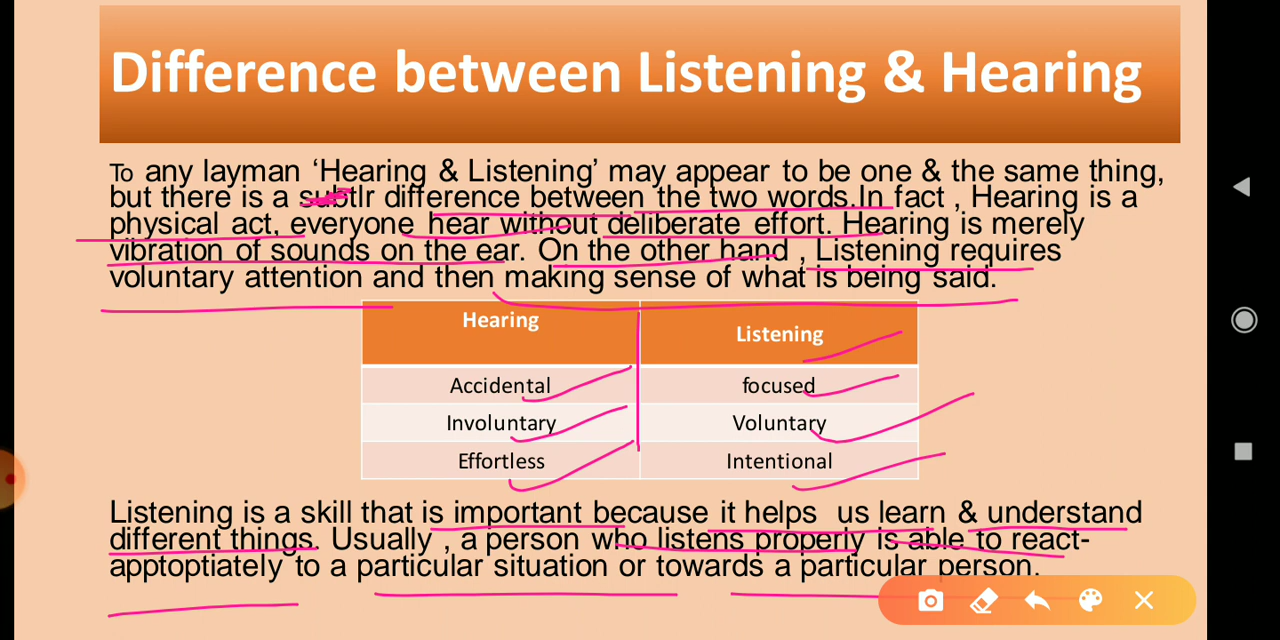 Difference between Listening & Hearing
To any layman ‘Hearing & Listening’ may appear to be one & the same thing,
but there is a subtlr difference between the two words.In fact , Hearing is a
physical act, everyone hear without deliberate effort. Hearing is merely
vibration of sounds on the ear. On the other hand , Listening requires
voluntary attention and then making sense of what is being said.
Hearing Listening
Accidental focused
Involuntary Voluntary
Effortless Intentional
Listening is a skill that is important because it helps us learn & understand
different things. Usually , a person who listens properly is able to react-
apptoptiately to a particular situation or towards a particular person.